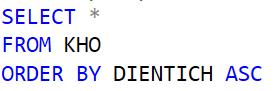 SELECT *
FROM KHO
ORDER BY DIENTICH ASC